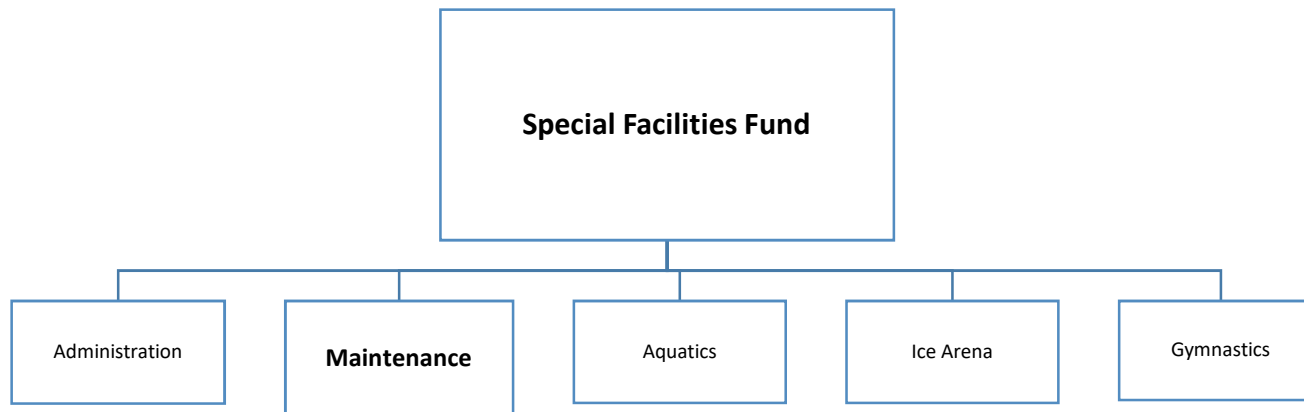 Special Facilities Fund
Administration
Maintenance
Aquatics
Ice Arena
Gymnastics